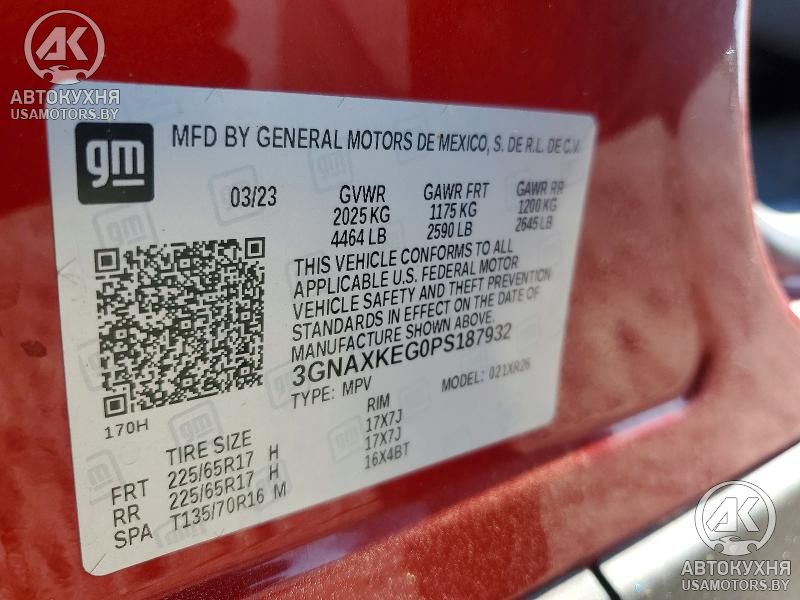 AK
АВТОКУХНЯ
USAMOTORS.BY
gm
MFD BY GENERAL MOTORS DE MEXICO, S. DE R.L. DE C.V.
03/23 GVWR GAWR FRT GAWR RR
2025 KG 1175 KG 1200 KG
4464 LB 2590 LB 2645 LB
THIS VEHICLE CONFORMS TO ALL
APPLICABLE U.S. FEDERAL MOTOR
VEHICLE SAFETY AND THEFT PREVENTION
STANDARDS IN EFFECT ON THE DATE OF
MANUFACTURE SHOWN ABOVE.
3GNAXKEG0PS187932
TYPE: MPV MODEL: 021XR26
170H
TIRE SIZE RIM
FRT 225/65R17 H 17X7J
RR 225/65R17 H 17X7J
SPA T135/70R16 M 16X4BT
AK
АВТОКУХНЯ
USAMOTORS.BY